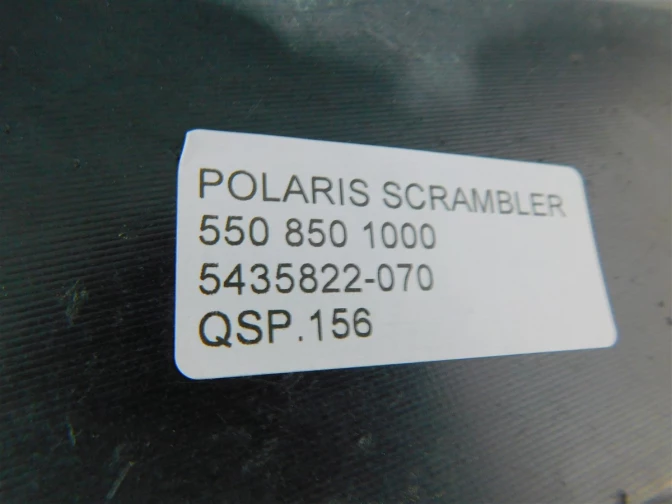 POLARIS SCRAMBLER
550 850 1000
5435822-070
QSP.156